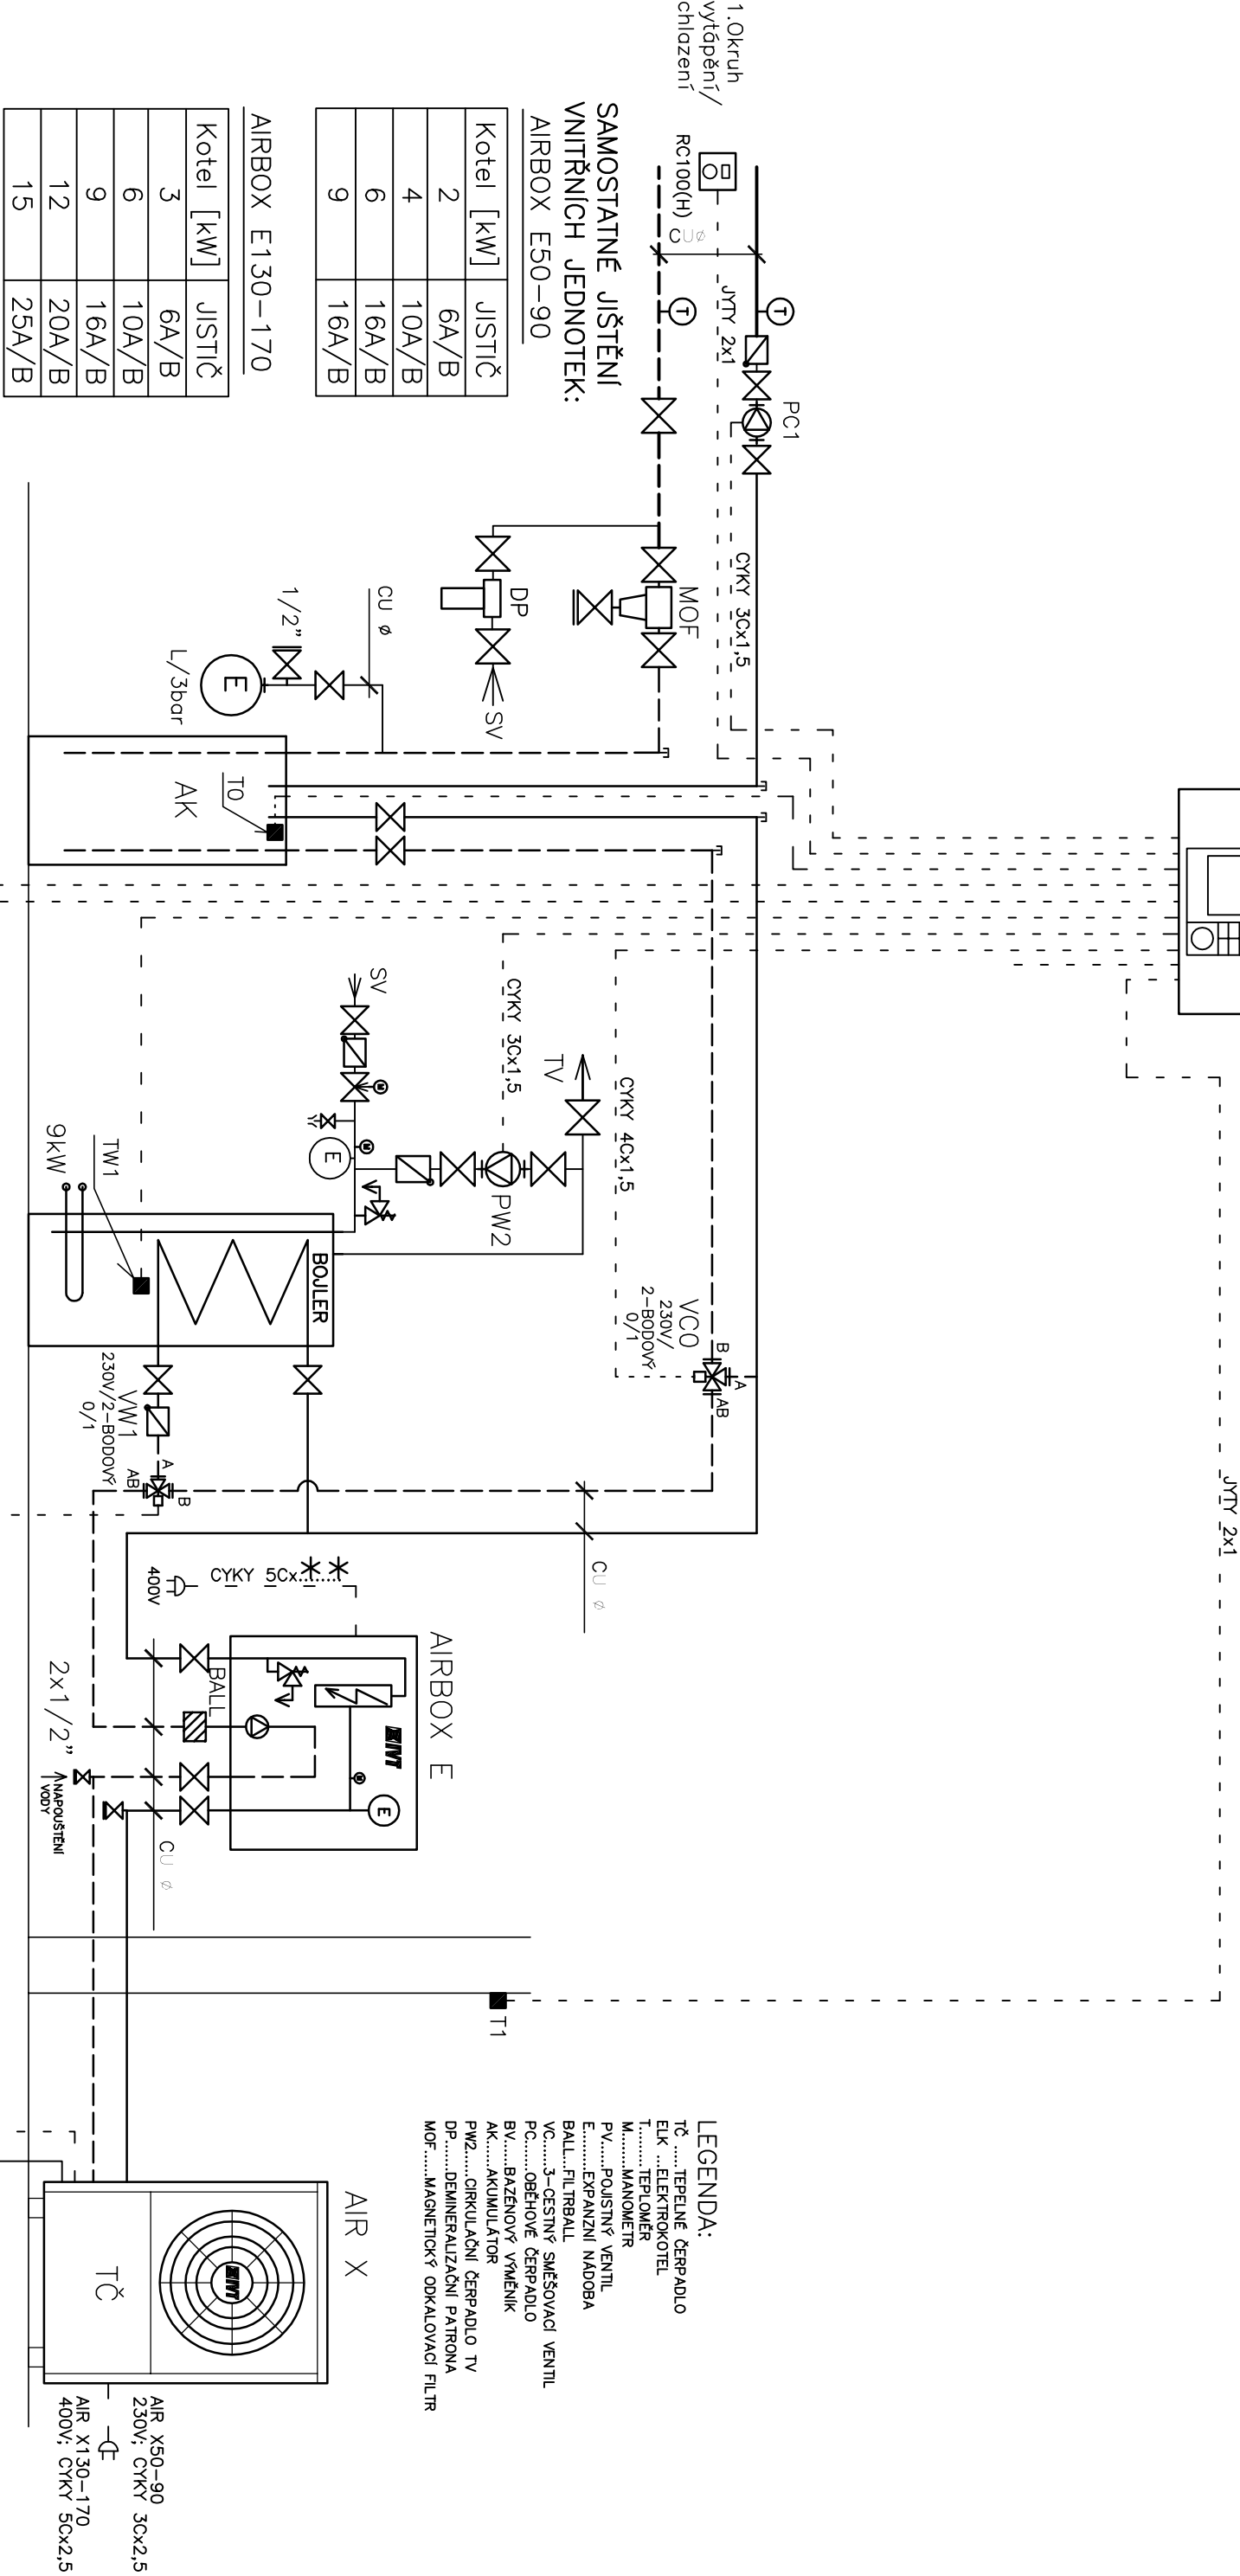 1.Okruh
vytápění/
chlazení
RC100(H)
CU⌀
T
T
JYTY 2x1
PC1
CYKY 3Cx1,5
SAMOSTATNÉ JIŠTĚNÍ
VNITŘNÍCH JEDNOTEK:
AIRBOX E50-90
Kotel [kW] JISTIČ
2 6A/B
4 10A/B
6 16A/B
9 16A/B
AIRBOX E130-170
Kotel [kW] JISTIČ
3 6A/B
6 10A/B
9 16A/B
12 20A/B
15 25A/B
MOF
DP
SV
CU ⌀
1/2"
E
L/3bar
T0
AK
SV
CYKY 3Cx1,5
TV
CYKY 4Cx1,5
M
M
E
PW2
TW1
9kW
BOJLER
VC0
230V/
2-BODOVÝ
0/1
B
A
AB
VW1
230V/2-BODOVÝ
0/1
A
AB
B
JYTY 2x1
CU ⌀
CYKY 5Cx........
**
400V
AIRBOX E
BALL
IVT
M
E
2x1/2"
NAPOUŠTĚNÍ
VODY
CU ⌀
T1
LEGENDA:
TČ .....TEPELNÉ ČERPADLO
ELK ...ELEKTROKOTEL
T........TEPLOMĚR
M........MANOMETR
PV......POJISTNÝ VENTIL
E.........EXPANZNÍ NÁDOBA
BALL...FILTRBALL
VC......3-CESTNÝ SMĚŠOVACÍ VENTIL
PC......OBĚHOVÉ ČERPADLO
BV......BAZÉNOVÝ VÝMĚNÍK
AK......AKUMULÁTOR
PW2.....CIRKULAČNÍ ČERPADLO TV
DP......DEMINERALIZAČNÍ PATRONA
MOF......MAGNETICKÝ ODKALOVACÍ FILTR
AIR X
IVT
TČ
AIR X50-90
230V; CYKY 3Cx2,5
AIR X130-170
400V; CYKY 5Cx2,5